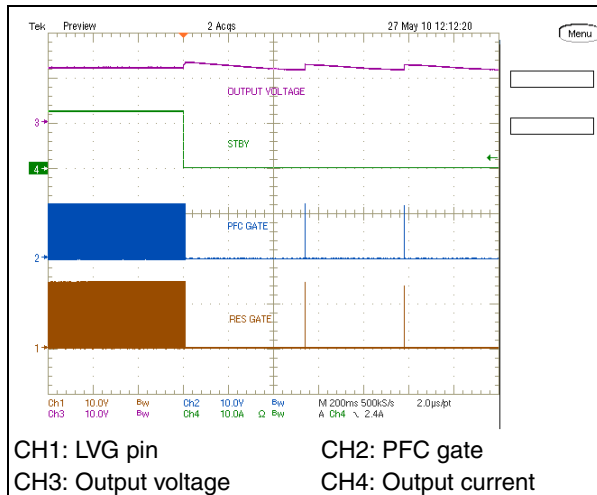 Tek Preview 2 Acqs 27 May 10 12:12:20
Menu
OUTPUT VOLTAGE
3
STBY
4
PFC GATE
2
RES GATE
1
Ch1 10.0V Bw Ch2 10.0V Bw M 200ms 500kS/s 2.0µs/pt
Ch3 10.0V Bw Ch4 10.0A Ω Bw A Ch4 \ 2.4A
CH1: LVG pin CH2: PFC gate
CH3: Output voltage CH4: Output current